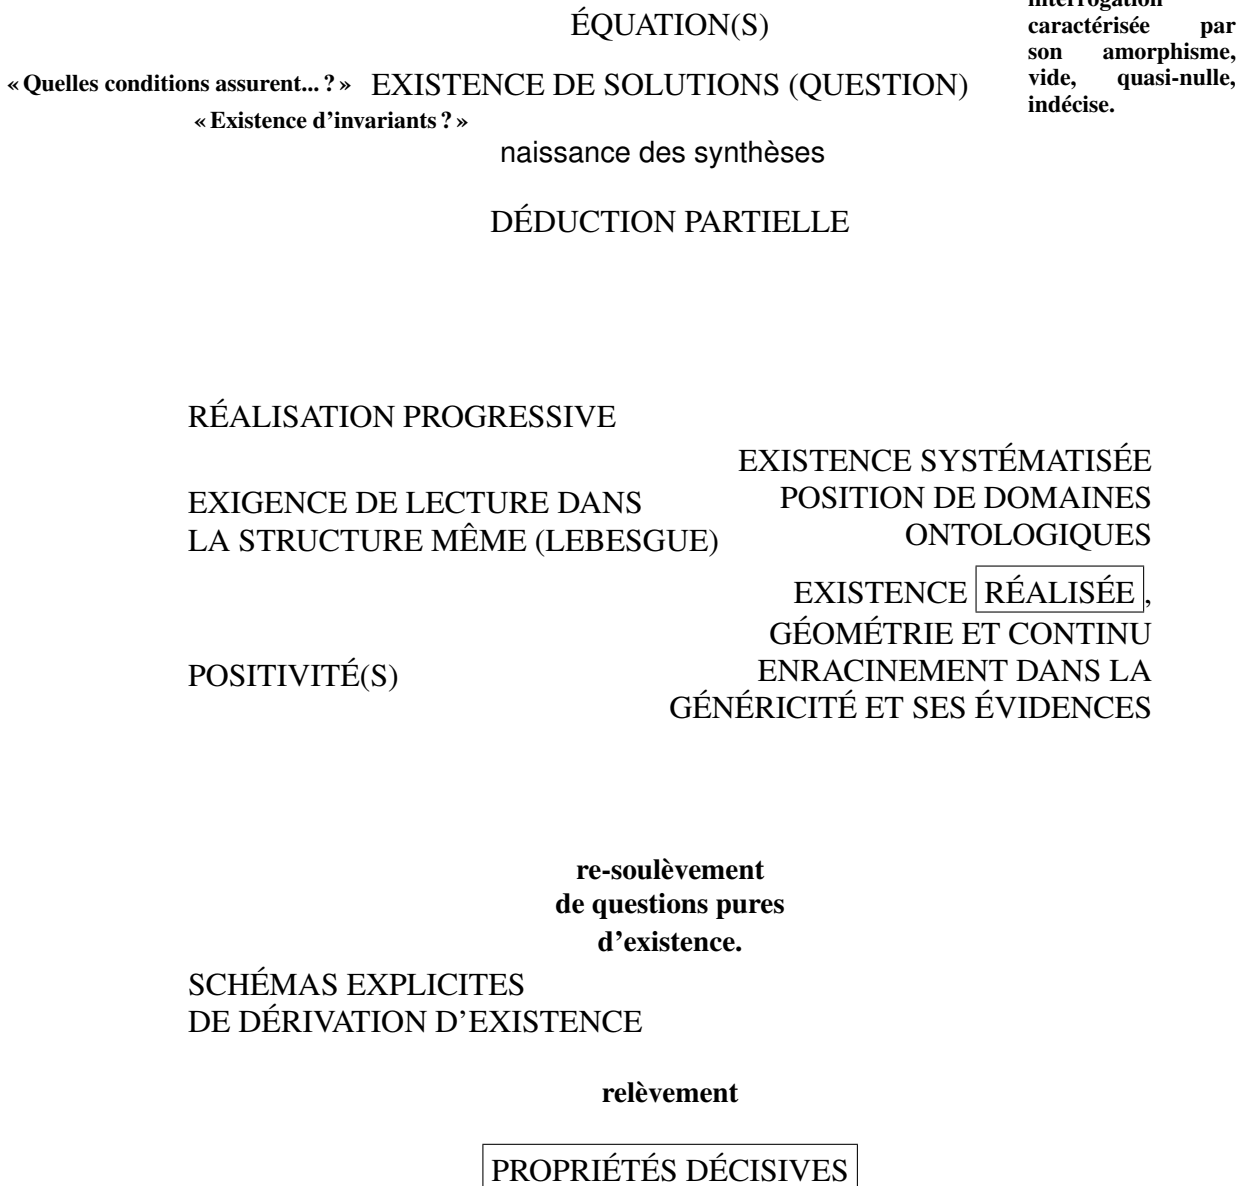 interrogation
ÉQUATION(S)
caractérisée par
son amorphisme,
vide, quasi-nulle,
indécise.
« Quelles conditions assurent... ? » EXISTENCE DE SOLUTIONS (QUESTION)
« Existence d'invariants ? »
naissance des synthèses
DÉDUCTION PARTIELLE
RÉALISATION PROGRESSIVE
EXISTENCE SYSTÉMATISÉE
POSITION DE DOMAINES
ONTOLOGIQUES
EXIGENCE DE LECTURE DANS
LA STRUCTURE MÊME (LEBESGUE)
EXISTENCE RÉALISÉE,
GÉOMÉTRIE ET CONTINU
ENRACINEMENT DANS LA
GÉNÉRICITÉ ET SES ÉVIDENCES
POSITIVITÉ(S)
re-soulèvement
de questions pures
d'existence.
SCHÉMAS EXPLICITES
DE DÉRIVATION D'EXISTENCE
relèvement
PROPRIÉTÉS DÉCISIVES